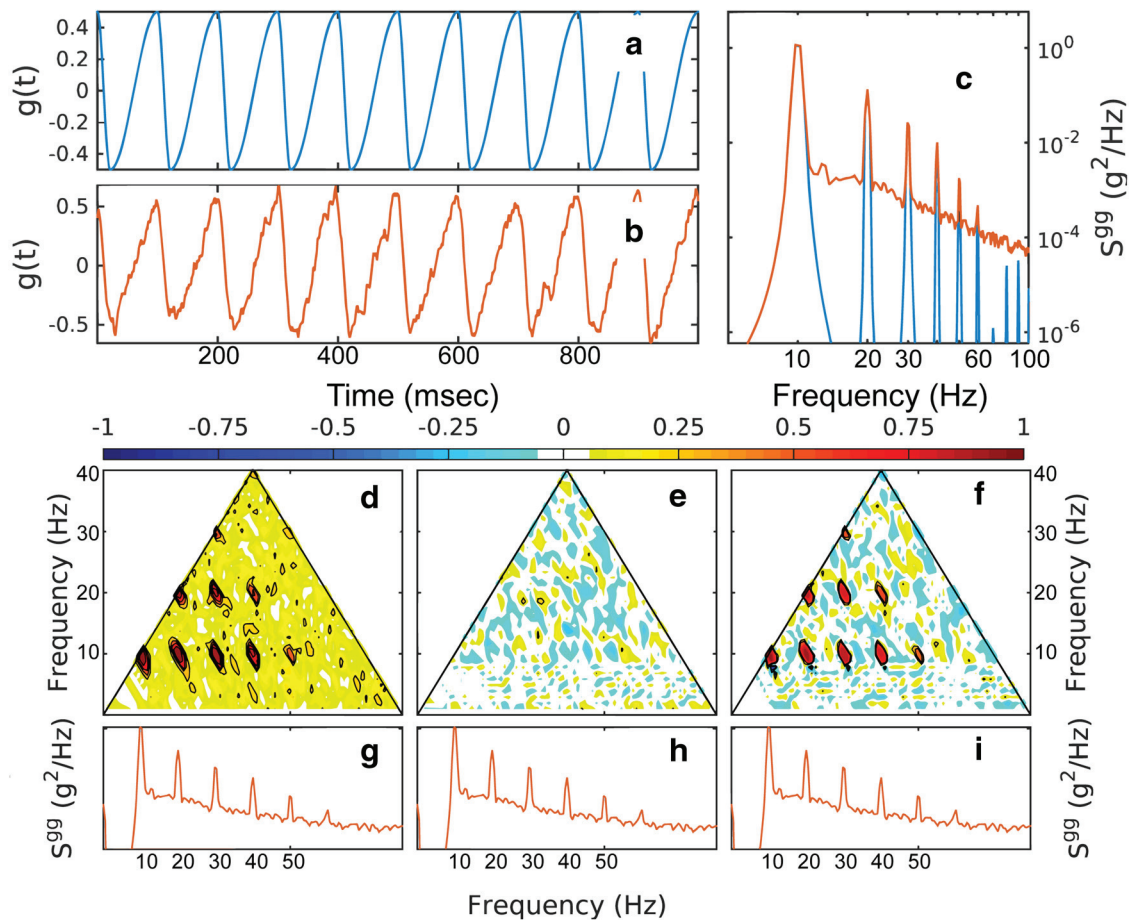 0.4
0.2
0
-0.2
-0.4
g(t)
a
0.5
0
-0.5
g(t)
b
200
400
600
800
Time (msec)
c
10^0
10^-2
10^-4
10^-6
S^gg (g^2/Hz)
10
20
30
60
100
Frequency (Hz)
-1
-0.75
-0.5
-0.25
0
0.25
0.5
0.75
1
40
30
20
10
Frequency (Hz)
d
e
f
40
30
20
10
Frequency (Hz)
S^gg (g^2/Hz)
g
h
i
S^gg (g^2/Hz)
10 20 30 40 50
10 20 30 40 50
10 20 30 40 50
Frequency (Hz)